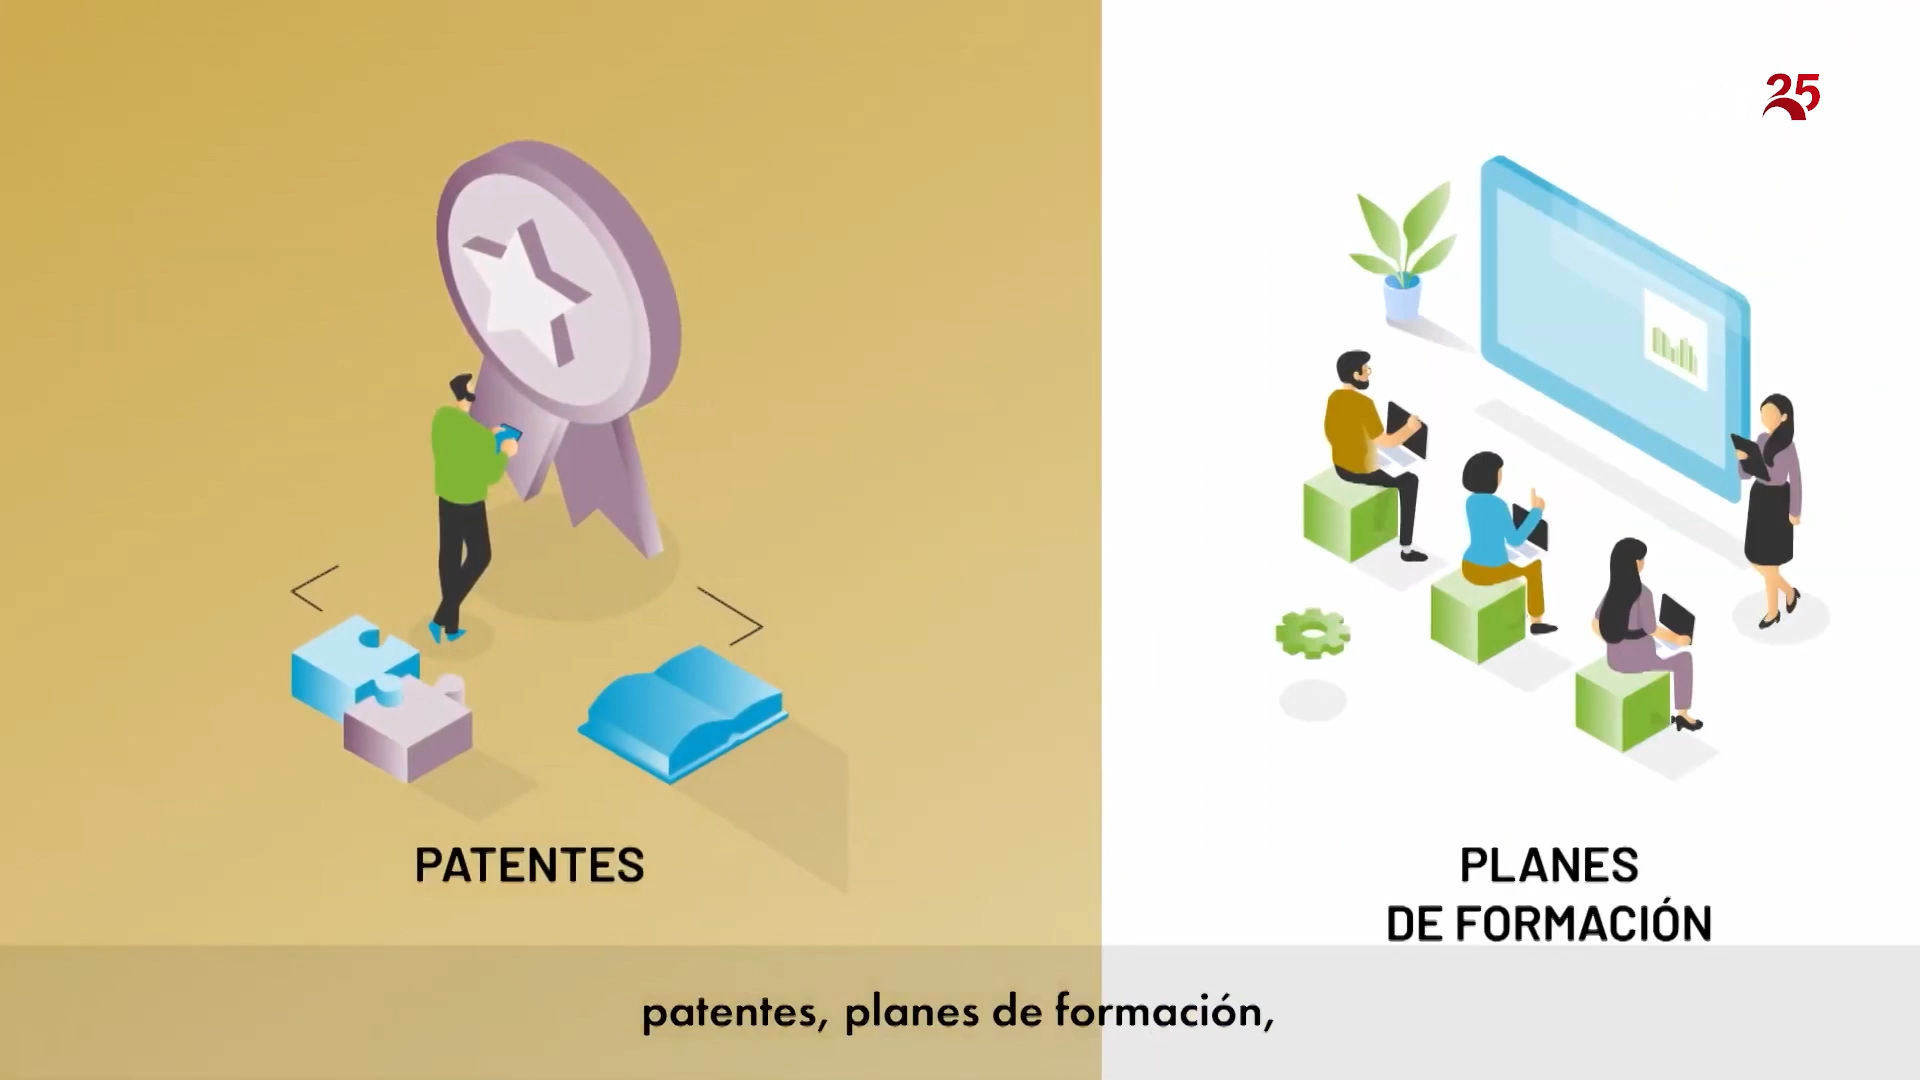 25
PATENTES
PLANES
DE FORMACIÓN
patentes, planes de formación,